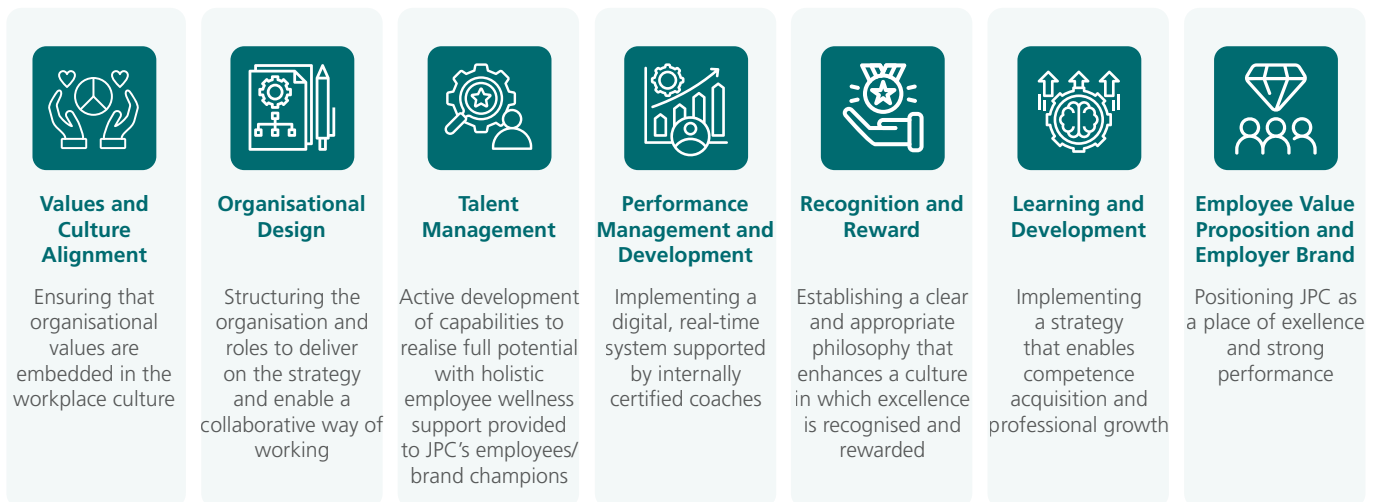 Values and
Culture
Alignment
Ensuring that
organisational
values are
embedded in the
workplace culture
Organisational
Design
Structuring the
organisation and
roles to deliver
on the strategy
and enable a
collaborative way of
working
Talent
Management
Active development
of capabilities to
realise full potential
with holistic
employee wellness
support provided
to JPC’s employees/
brand champions
Performance
Management and
Development
Implementing a
digital, real-time
system supported
by internally
certified coaches
Recognition and
Reward
Establishing a clear
and appropriate
philosophy that
enhances a culture
in which excellence
is recognised and
rewarded
Learning and
Development
Implementing
a strategy
that enables
competence
acquisition and
professional growth
Employee Value
Proposition and
Employer Brand
Positioning JPC as
a place of exellence
and strong
performance